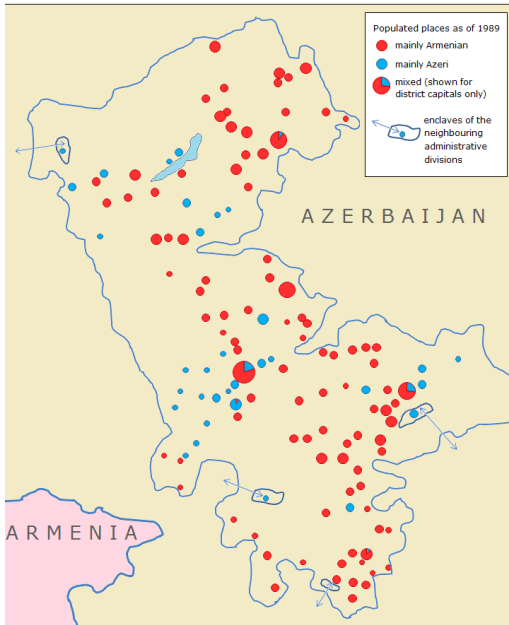 Populated places as of 1989
mainly Armenian
mainly Azeri
mixed (shown for
district capitals only)
enclaves of the
neighbouring
administrative
divisions
AZERBAIJAN
ARMENIA